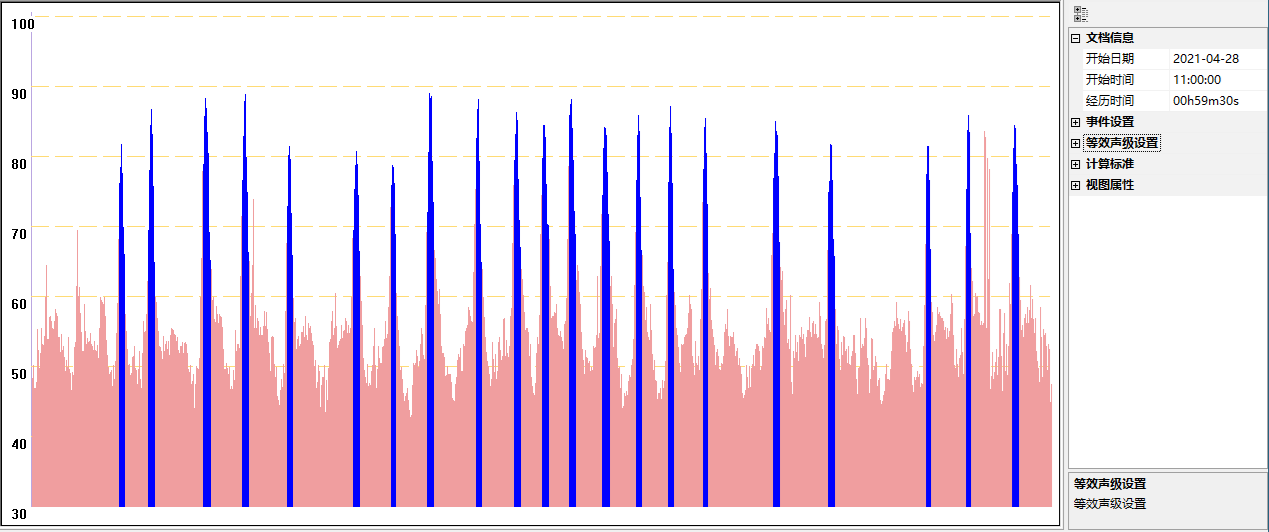 100
90
80
70
60
50
40
30
文档信息
开始日期 2021-04-28
开始时间 11:00:00
经历时间 00h59m30s
事件设置
等效声级设置
计算标准
视图属性
等效声级设置
等效声级设置